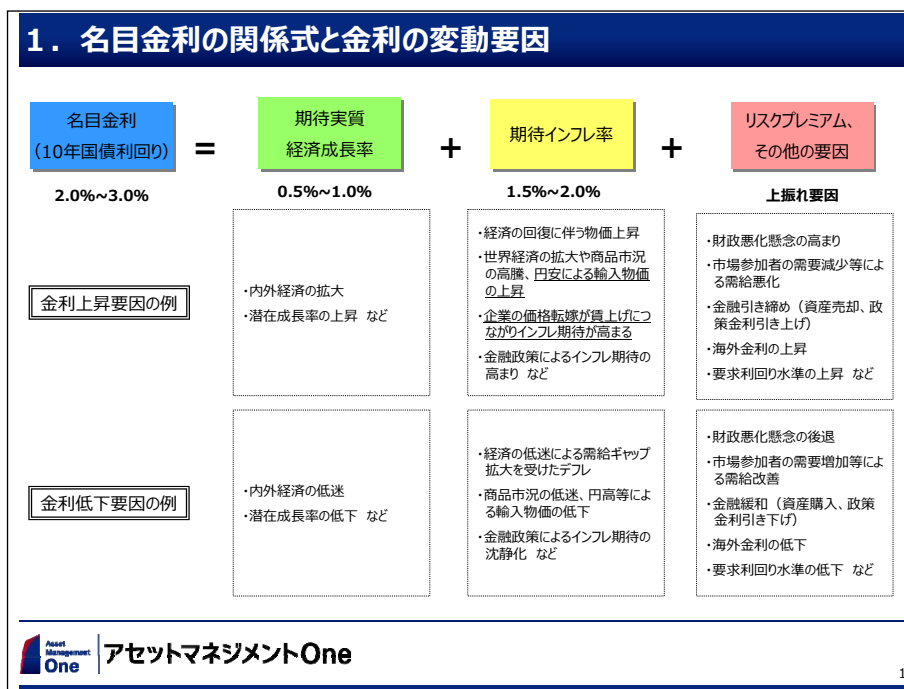 １．名目金利の関係式と金利の変動要因
名目金利
（10年国債利回り）
＝
期待実質
経済成長率
＋
期待インフレ率
＋
リスクプレミアム、
その他の要因
2.0%~3.0%
0.5%~1.0%
1.5%~2.0%
上振れ要因
金利上昇要因の例
・内外経済の拡大
・潜在成長率の上昇 など
・経済の回復に伴う物価上昇
・世界経済の拡大や商品市況
の高騰、円安による輸入物価
の上昇
・企業の価格転嫁が賃上げにつ
ながりインフレ期待が高まる
・金融政策によるインフレ期待の
高まり など
・財政悪化懸念の高まり
・市場参加者の需要減少等によ
る需給悪化
・金融引き締め（資産売却、政
策金利引き上げ）
・海外金利の上昇
・要求利回り水準の上昇 など
金利低下要因の例
・内外経済の低迷
・潜在成長率の低下 など
・経済の低迷による需給ギャップ
拡大を受けたデフレ
・商品市況の低迷、円高等によ
る輸入物価の低下
・金融政策によるインフレ期待の
沈静化 など
・財政悪化懸念の後退
・市場参加者の需要増加等によ
る需給改善
・金融緩和（資産購入、政策
金利引き下げ）
・海外金利の低下
・要求利回り水準の低下 など
Asset
Management
One
アセットマネジメントOne
1